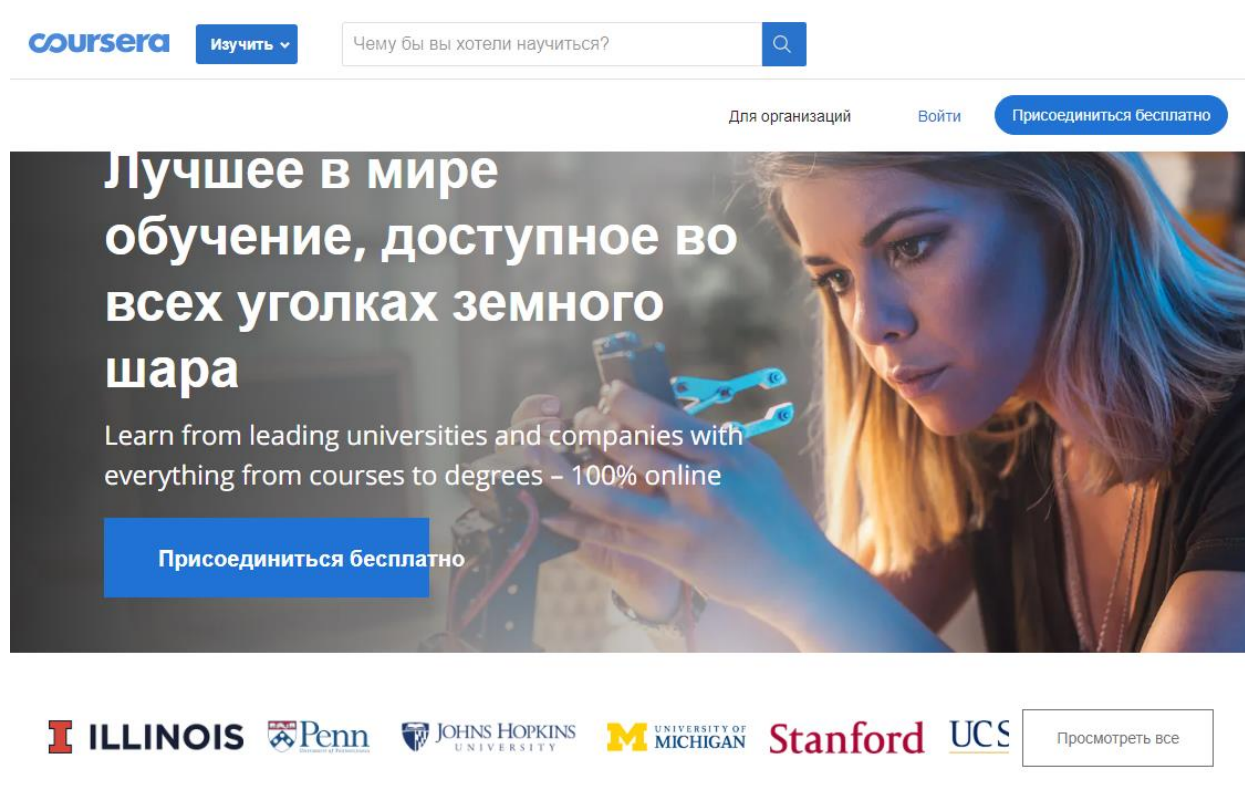 coursera
Изучить
Чему бы вы хотели научиться?
Для организаций
Войти
Присоединиться бесплатно
Лучшее в мире
обучение, доступное во
всех уголках земного
шара
Learn from leading universities and companies with
everything from courses to degrees – 100% online
Присоединиться бесплатно
I ILLINOIS
Penn
JOHNS HOPKINS
UNIVERSITY
M UNIVERSITY OF
MICHIGAN
Stanford
UCS
Просмотреть все